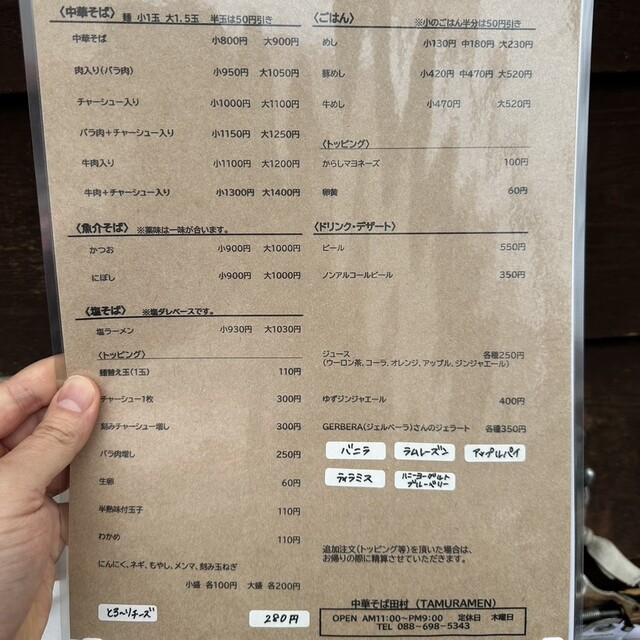 〈中華そば〉 麺 小1玉 大1.5玉 半玉は50円引き
中華そば 小800円 大900円
肉入り(バラ肉) 小950円 大1050円
チャーシュー入り 小1000円 大1100円
バラ肉+チャーシュー入り 小1150円 大1250円
牛肉入り 小1100円 大1200円
牛肉+チャーシュー入り 小1300円 大1400円
〈魚介そば〉 ※薬味は一味が合います。
かつお 小900円 大1000円
にぼし 小900円 大1000円
〈塩そば〉 ※塩ダレベースです。
塩ラーメン 小930円 大1030円
〈トッピング〉
麺替え玉(1玉) 110円
チャーシュー1枚 300円
刻みチャーシュー増し 300円
バラ肉増し 250円
生卵 60円
半熟味付玉子 110円
わかめ 110円
にんにく、ネギ、もやし、メンマ、刻み玉ねぎ
小盛 各100円 大盛 各200円
とろ~りチーズ 280円
〈ごはん〉 ※小のごはん半分は50円引き
めし 小130円 中180円 大230円
豚めし 小420円 中470円 大520円
牛めし 小470円 大520円
〈トッピング〉
からしマヨネーズ 100円
卵黄 60円
〈ドリンク・デザート〉
ビール 550円
ノンアルコールビール 350円
ジュース 各種250円
(ウーロン茶、コーラ、オレンジ、アップル、ジンジャエール)
ゆずジンジャエール 400円
GERBERA(ジェルベーラ)さんのジェラート 各種350円
バニラ ラムレーズン アップルパイ
ティラミス ハニーヨーグルト
ブルーベリー
追加注文(トッピング等)を頂いた場合は、
お帰りの際に精算させていただきます。
中華そば田村 (TAMURAMEN)
OPEN AM11:00~PM9:00 定休日 木曜日
TEL 088-698-5343